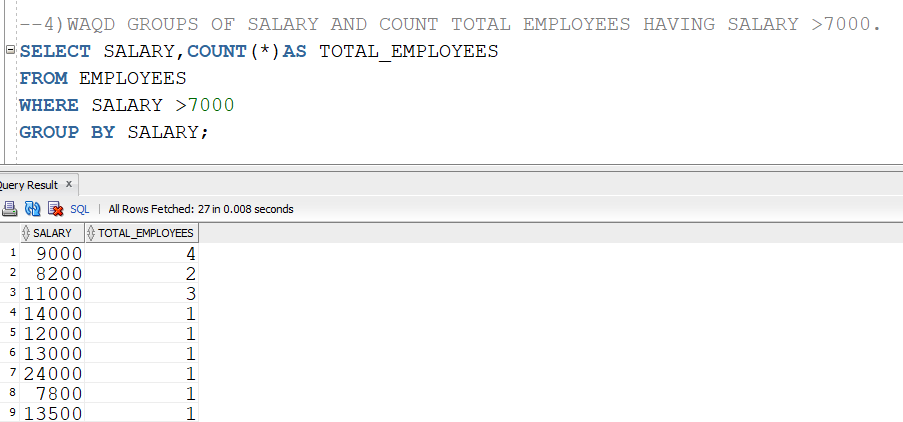 --4)WAQD GROUPS OF SALARY AND COUNT TOTAL EMPLOYEES HAVING SALARY >7000.
SELECT SALARY,COUNT(*)AS TOTAL_EMPLOYEES
FROM EMPLOYEES
WHERE SALARY >7000
GROUP BY SALARY;
Query Result x
SQL | All Rows Fetched: 27 in 0.008 seconds
SALARY TOTAL_EMPLOYEES
1 9000 4
2 8200 2
3 11000 3
4 14000 1
5 12000 1
6 13000 1
7 24000 1
8 7800 1
9 13500 1